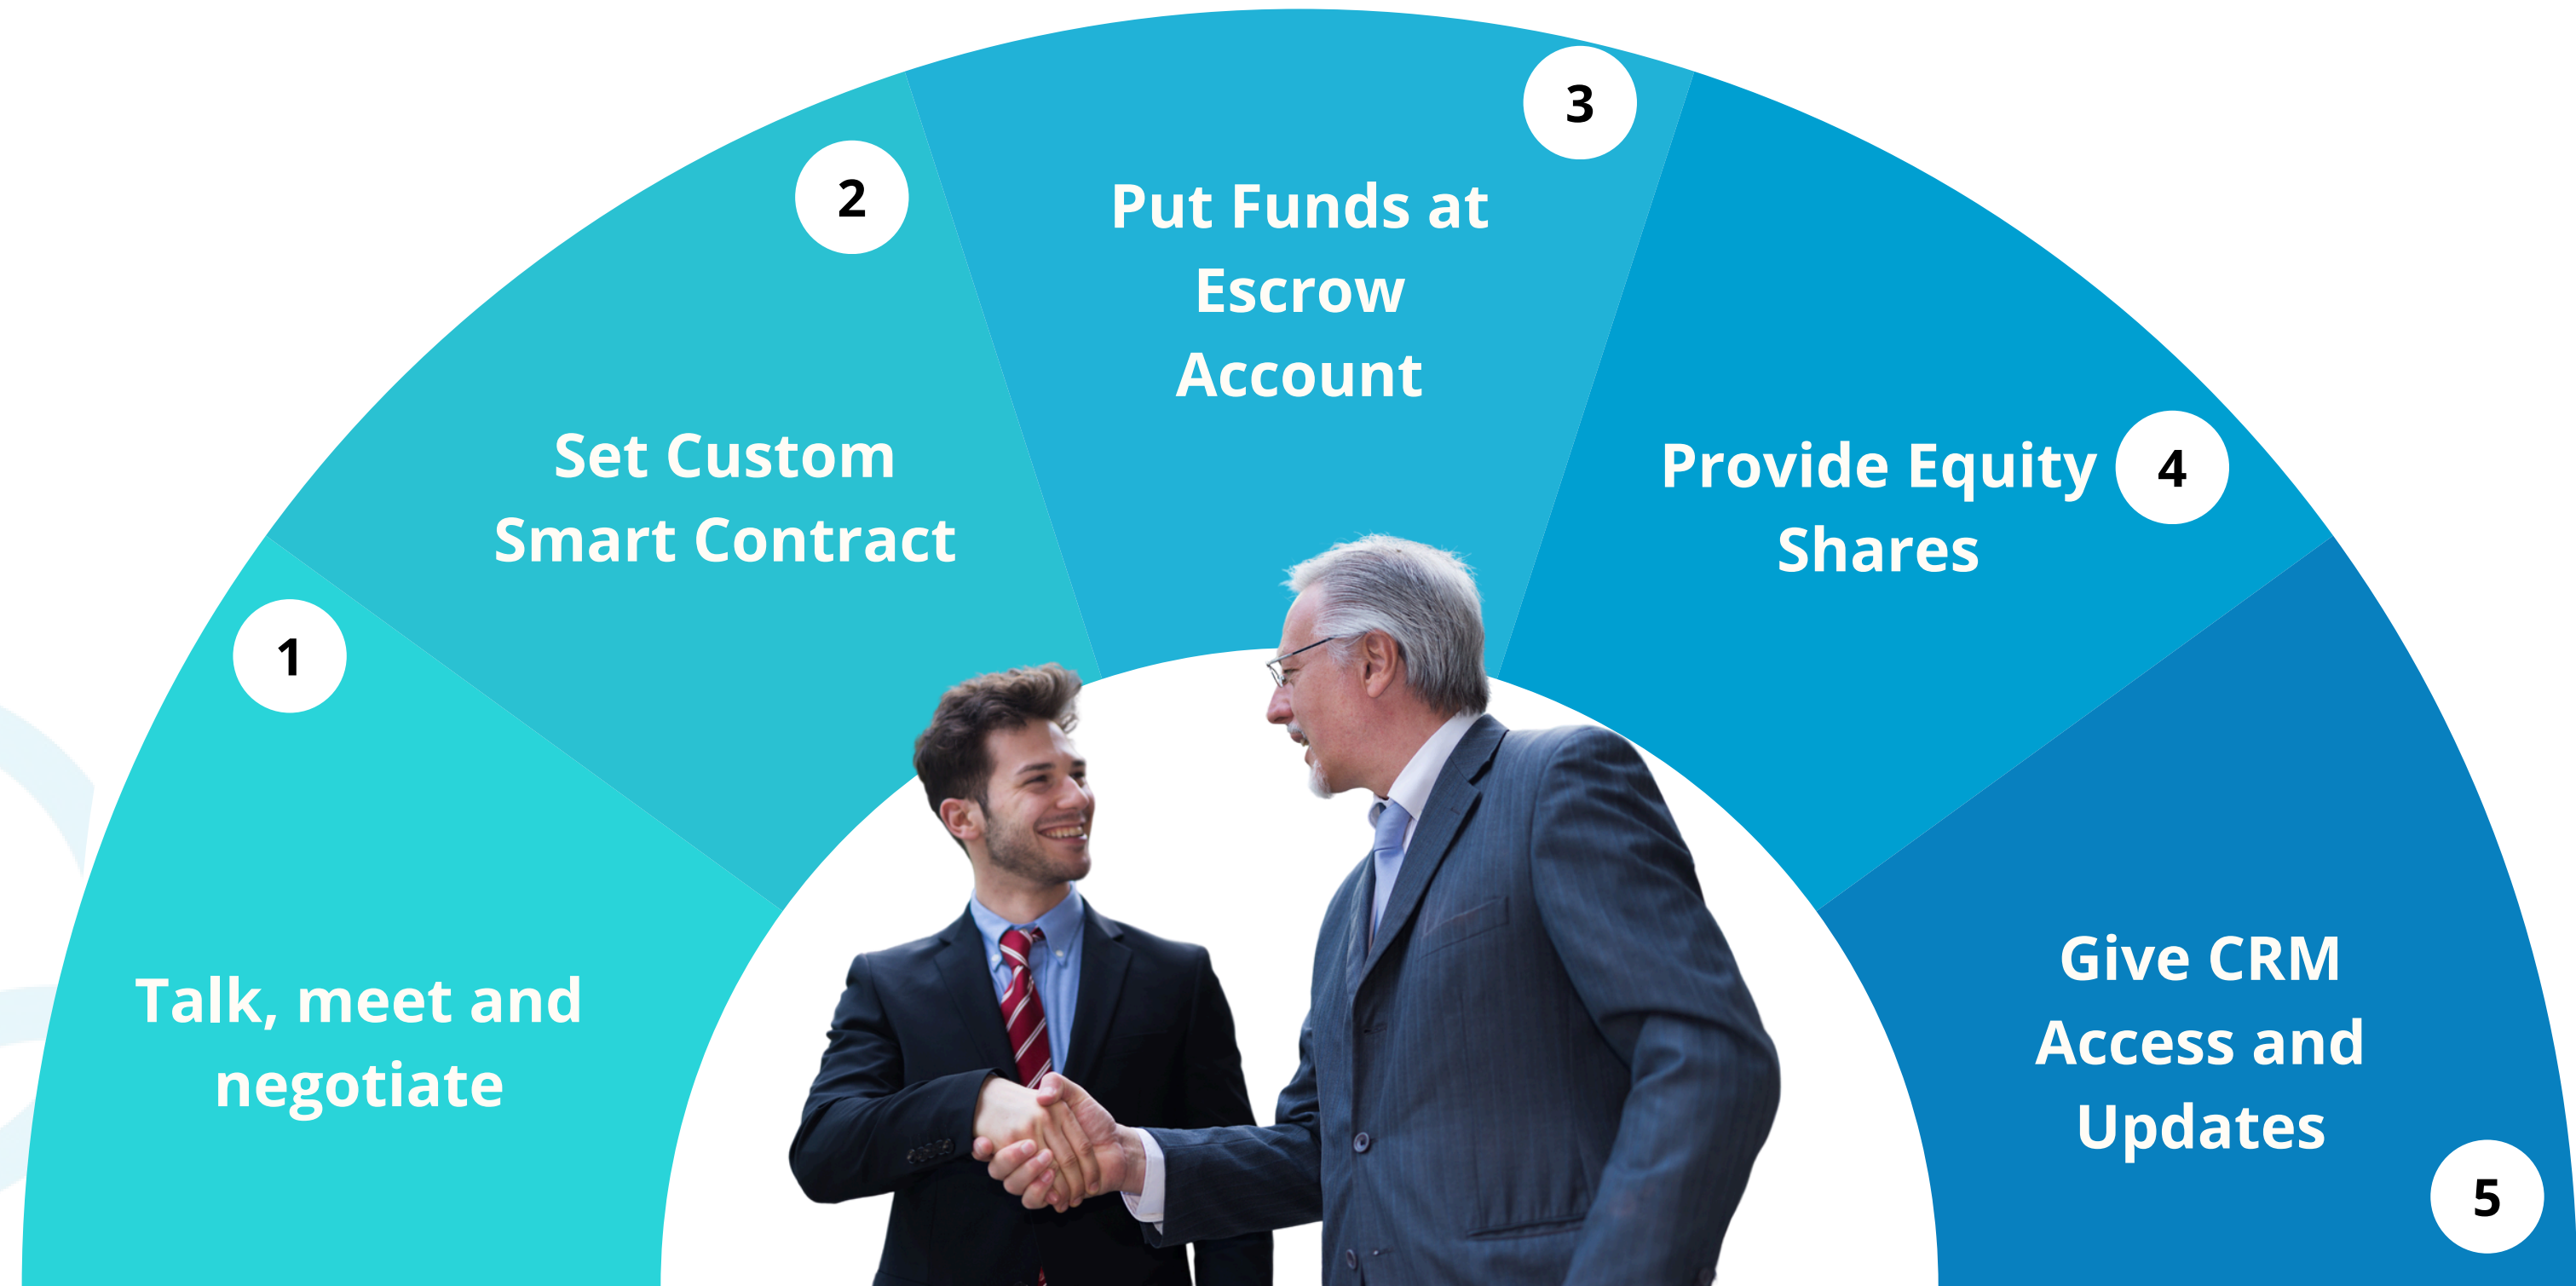 1
Talk, meet and
negotiate
2
Set Custom
Smart Contract
3
Put Funds at
Escrow
Account
4
Provide Equity
Shares
5
Give CRM
Access and
Updates